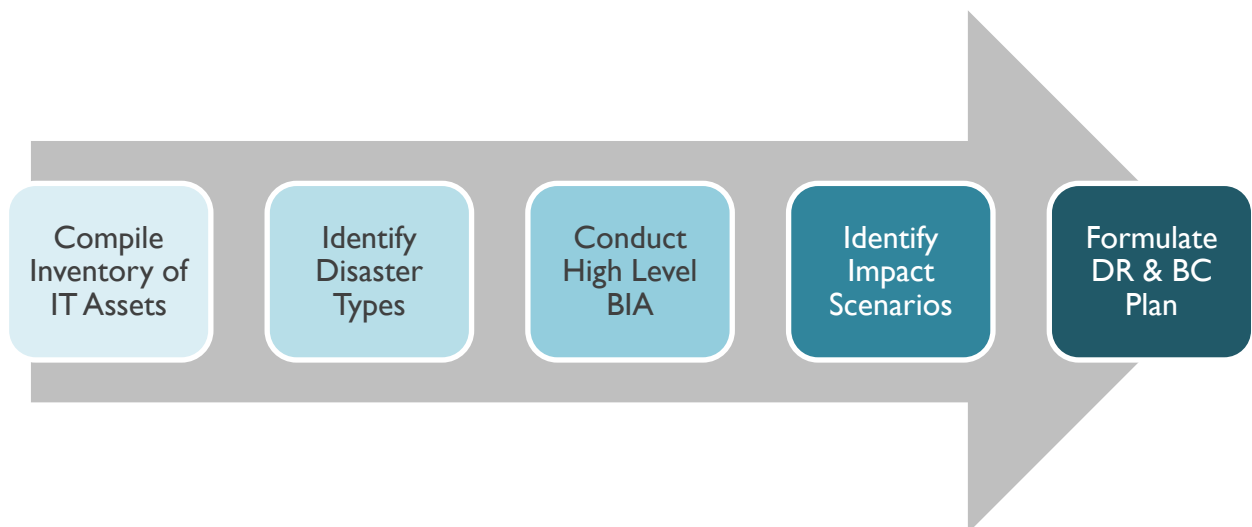 Compile
Inventory of
IT Assets
Identify
Disaster
Types
Conduct
High Level
BIA
Identify
Impact
Scenarios
Formulate
DR & BC
Plan